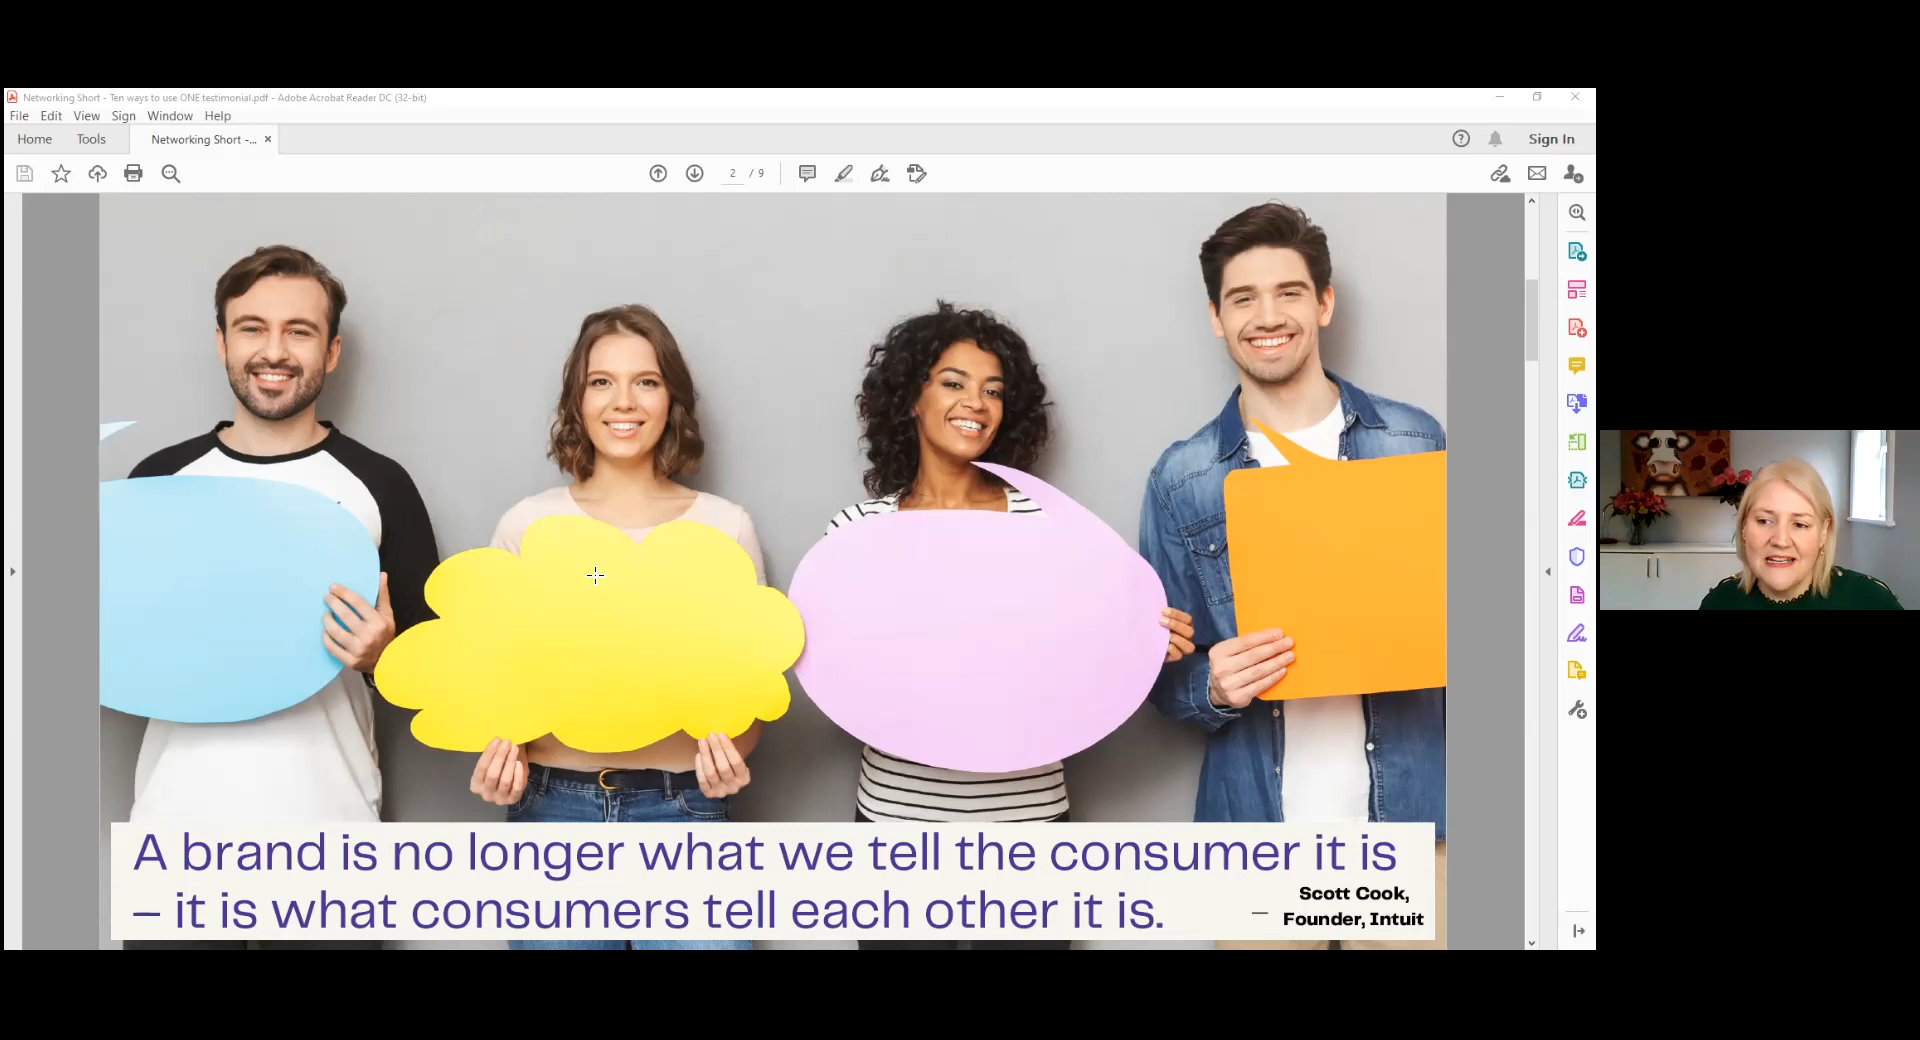 Networking Short - Ten ways to use ONE testimonial.pdf - Adobe Acrobat Reader DC (32-bit)
File Edit View Sign Window Help
Home Tools Networking Short -... × Sign In
2 / 9
A brand is no longer what we tell the consumer it is
– it is what consumers tell each other it is.
— Scott Cook,
Founder, Intuit